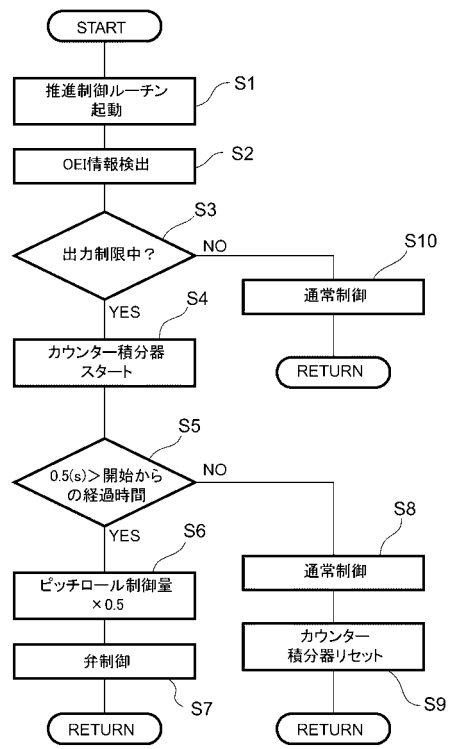 START
推進制御ルーチン
起動
S1
OEI情報検出
S2
出力制限中？
S3
NO
YES
通常制御
S10
RETURN
カウンター積分器
スタート
S4
0.5(s)＞開始から
の経過時間
S5
NO
YES
ピッチロール制御量
×0.5
S6
弁制御
S7
RETURN
通常制御
S8
カウンター
積分器リセット
S9
RETURN